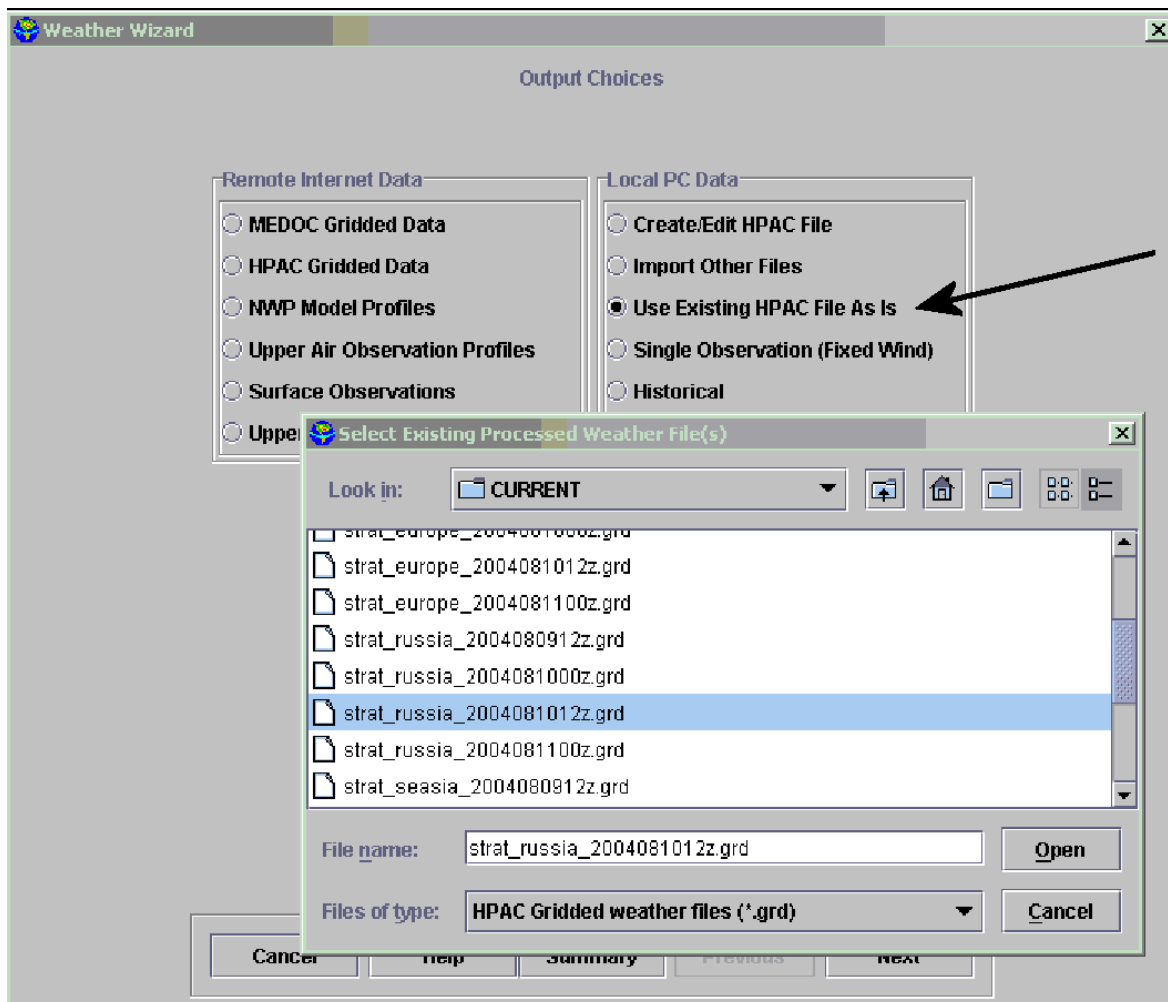 Weather Wizard
Output Choices
Remote Internet Data
MEDOC Gridded Data
HPAC Gridded Data
NWP Model Profiles
Upper Air Observation Profiles
Surface Observations
Local PC Data
Create/Edit HPAC File
Import Other Files
Use Existing HPAC File As Is
Single Observation (Fixed Wind)
Historical
Select Existing Processed Weather File(s)
Look in: CURRENT
strat_europe_2004081012z.grd
strat_europe_2004081100z.grd
strat_russia_2004080912z.grd
strat_russia_2004081000z.grd
strat_russia_2004081012z.grd
strat_russia_2004081100z.grd
strat_seasia_2004080912z.grd
File name: strat_russia_2004081012z.grd Open
Files of type: HPAC Gridded weather files (*.grd) Cancel
Cancel Help Summary Previous Next